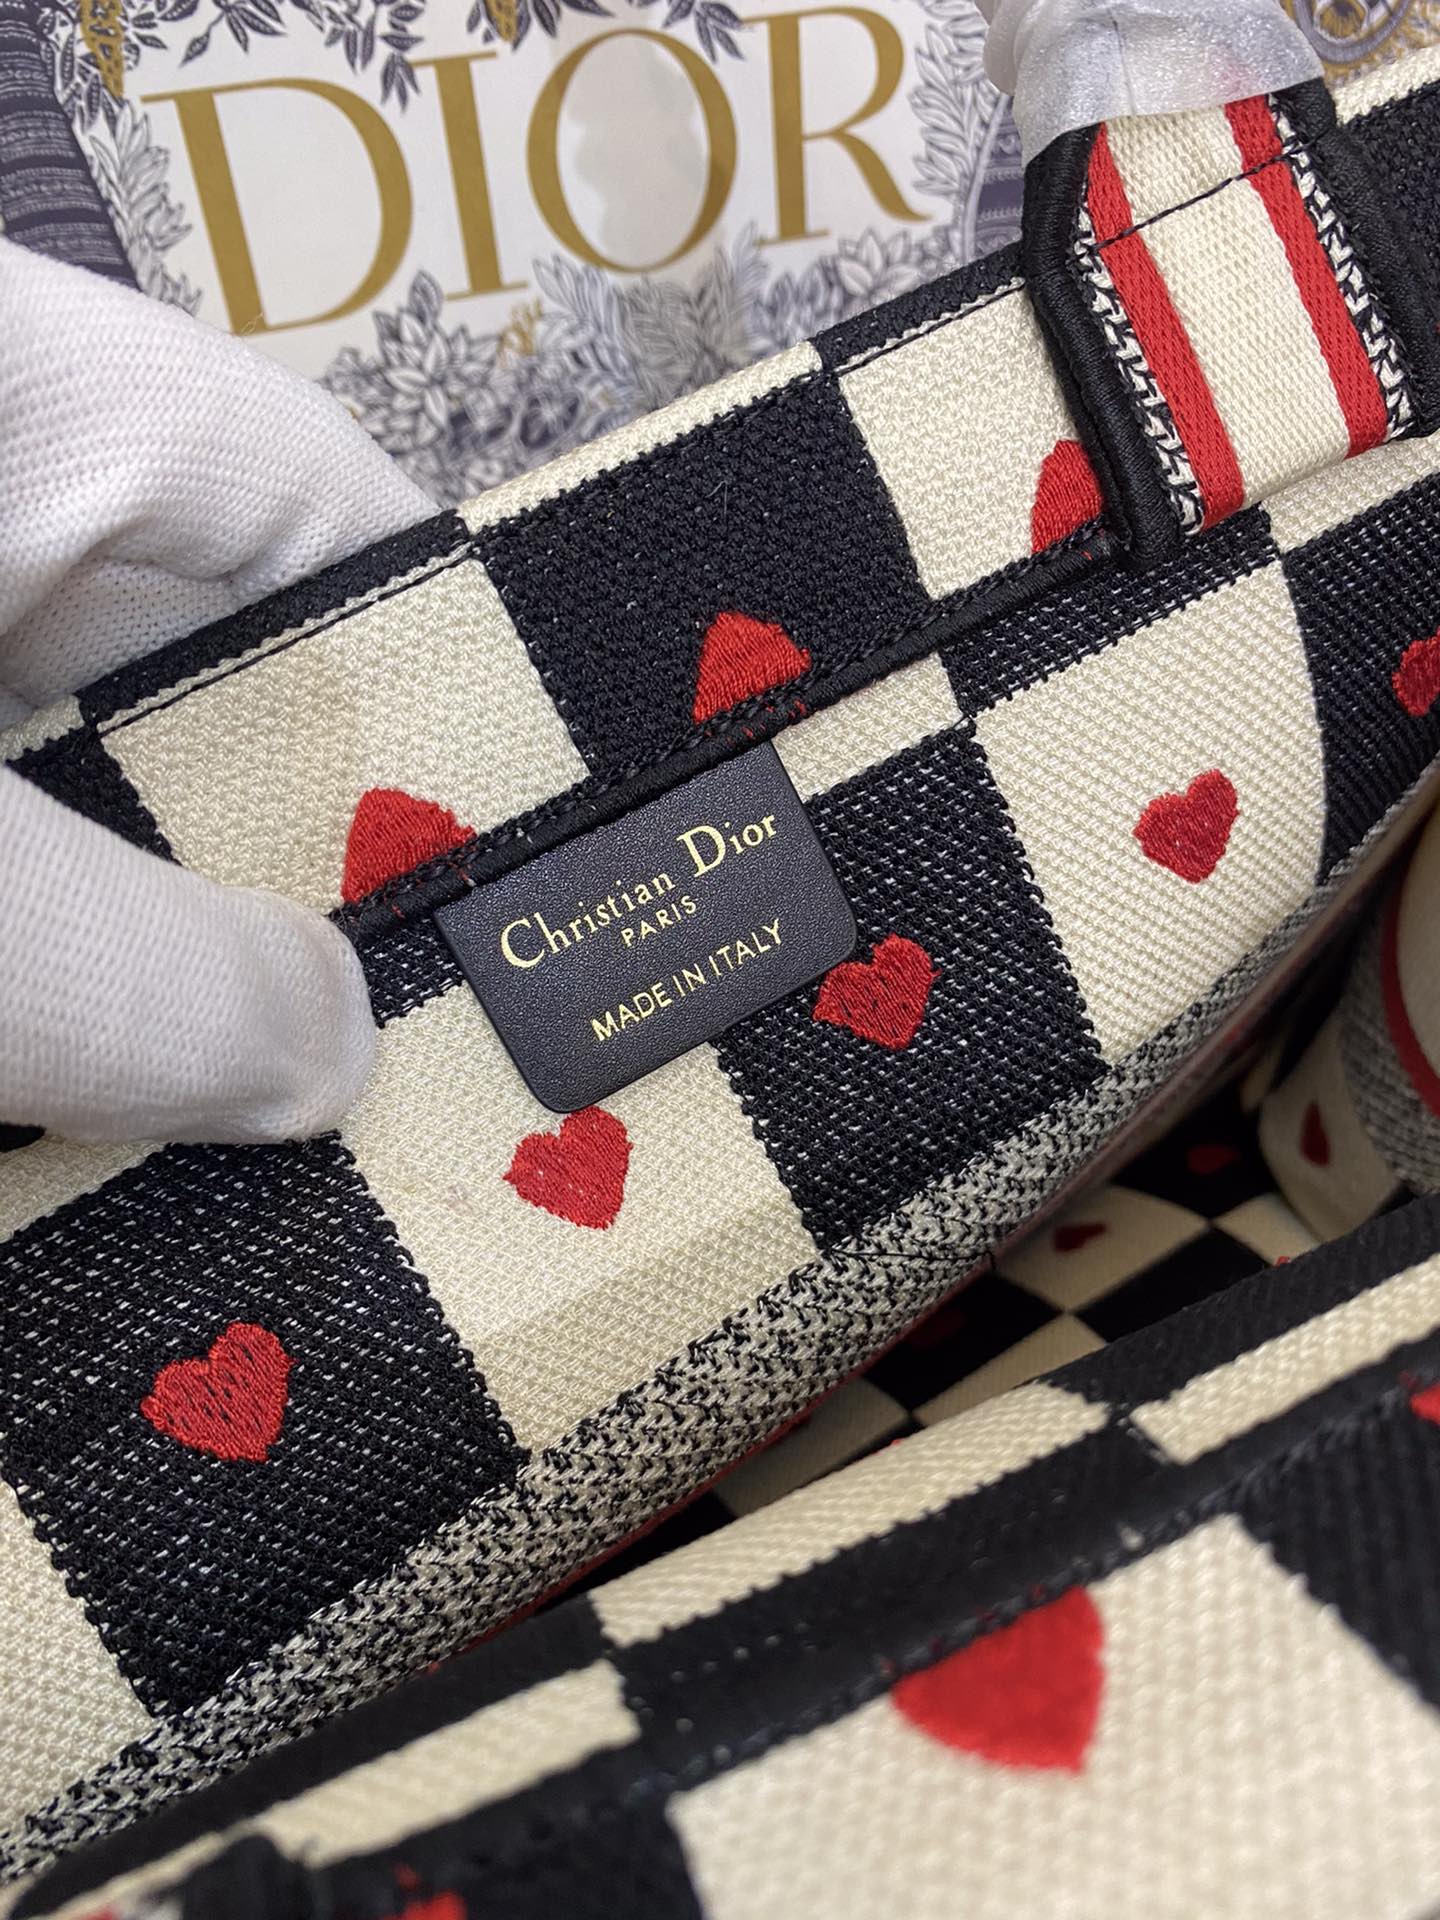 DIOR
Christian Dior
PARIS
MADE IN ITALY